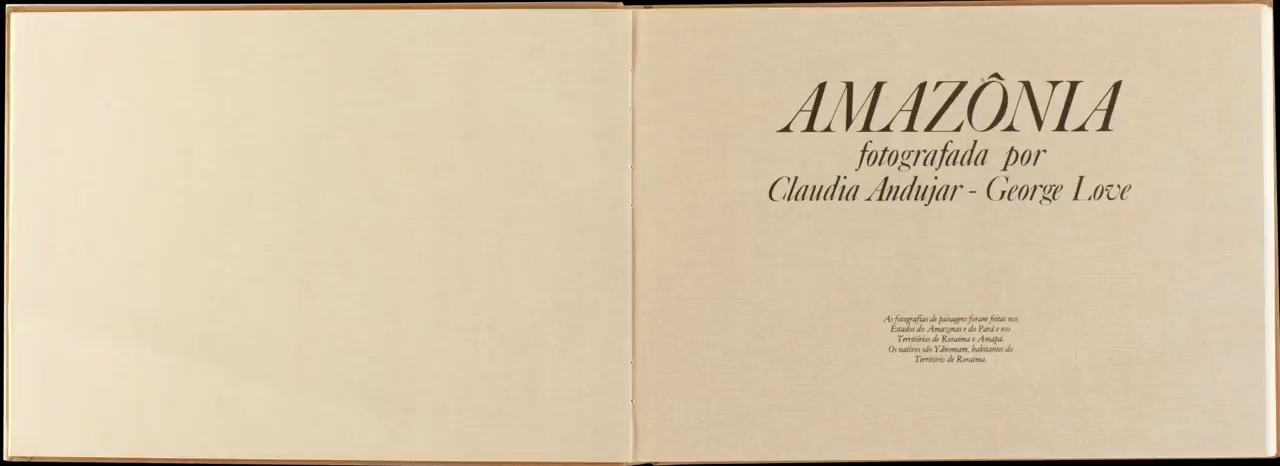 AMAZÔNIA
fotografada por
Claudia Andujar - George Love
As fotografias de paisagens foram feitas nos
Estados do Amazonas e do Pará e nos
Territórios de Roraima e Amapá.
Os nativos são Yãnomam, habitantes do
Território de Roraima.